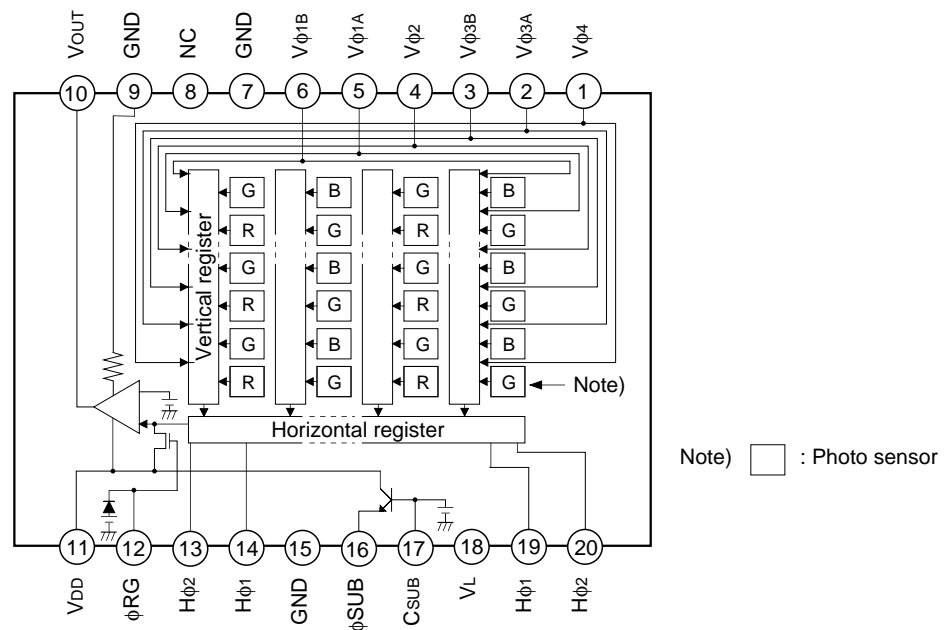 VOUT GND NC GND Vφ1B Vφ1A Vφ2 Vφ3B Vφ3A Vφ4
10 9 8 7 6 5 4 3 2 1
Vertical register
G B G B
R G R G
G B G B
R G R G
G B G B
R G R G
Note)
Horizontal register
Note) : Photo sensor
11 12 13 14 15 16 17 18 19 20
VDD φRG Hφ2 Hφ1 GND φSUB CSUB VL Hφ1 Hφ2